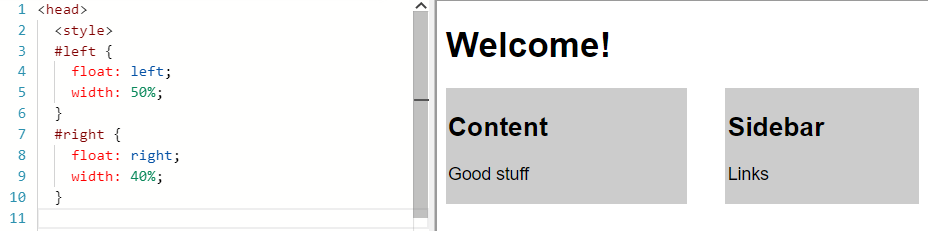 1 <head>
2 <style>
3 #left {
4 float: left;
5 width: 50%;
6 }
7 #right {
8 float: right;
9 width: 40%;
10 }
11
Welcome!
Content
Good stuff
Sidebar
Links